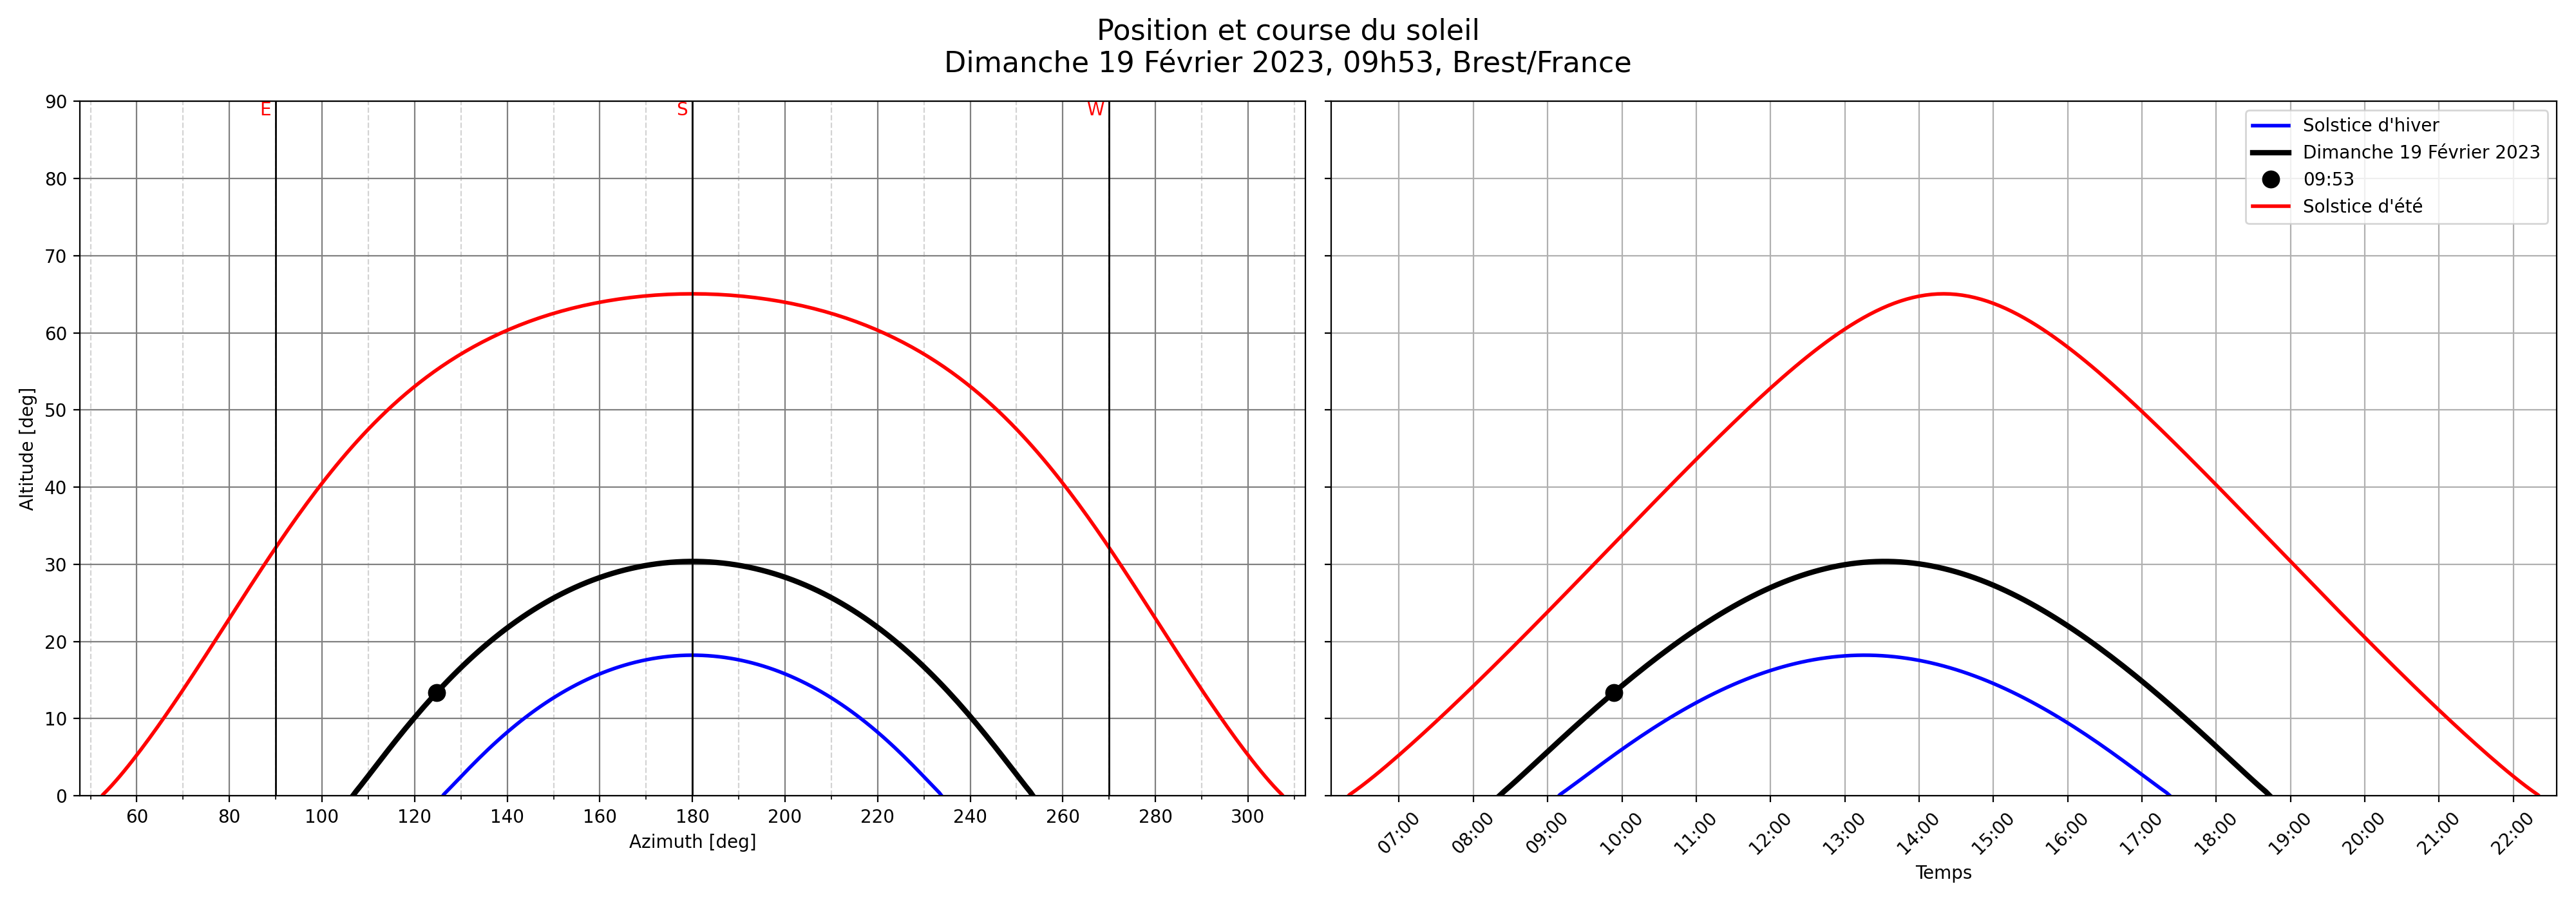 Position et course du soleil
Dimanche 19 Février 2023, 09h53, Brest/France
E
S
W
90
80
70
60
50
40
30
20
10
0
Altitude [deg]
60 80 100 120 140 160 180 200 220 240 260 280 300
Azimuth [deg]
Solstice d'hiver
Dimanche 19 Février 2023
09:53
Solstice d'été
07:00 08:00 09:00 10:00 11:00 12:00 13:00 14:00 15:00 16:00 17:00 18:00 19:00 20:00 21:00 22:00
Temps